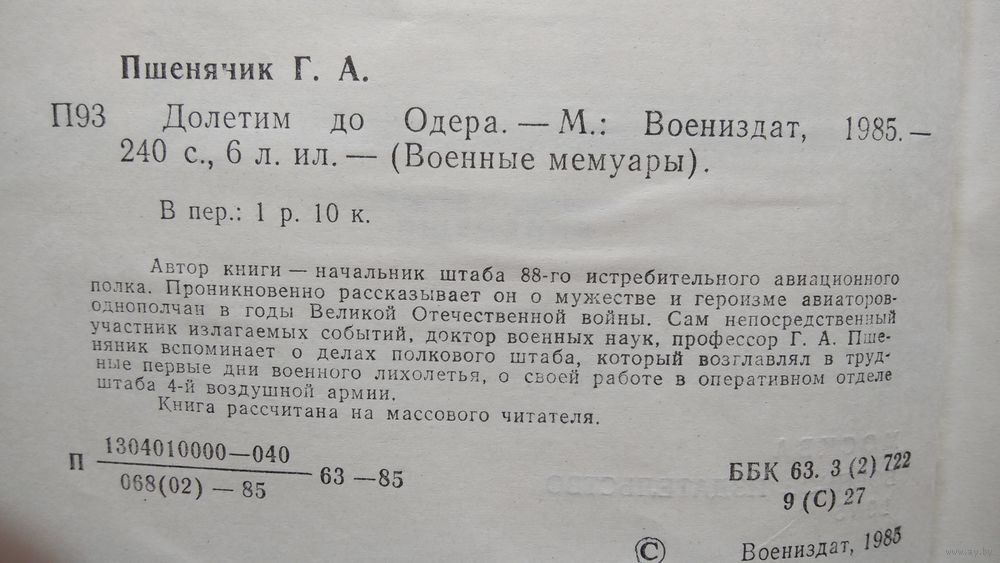 Пшенячик Г. А.
П93 Долетим до Одера. — М.: Воениздат, 1985. —
240 с., 6 л. ил. — (Военные мемуары).
В пер.: 1 р. 10 к.
Автор книги — начальник штаба 88-го истребительного авиационного
полка. Проникновенно рассказывает он о мужестве и героизме авиаторов-
однополчан в годы Великой Отечественной войны. Сам непосредственный
участник излагаемых событий, доктор военных наук, профессор Г. А. Пше-
няник вспоминает о делах полкового штаба, который возглавлял в труд-
ные первые дни военного лихолетья, о своей работе в оперативном отделе
штаба 4-й воздушной армии.
Книга рассчитана на массового читателя.
П 1304010000—040
068(02) — 85
63 —85
ББК 63. 3 (2) 722
9 (С) 27
© Воениздат, 1985
www.ay.by